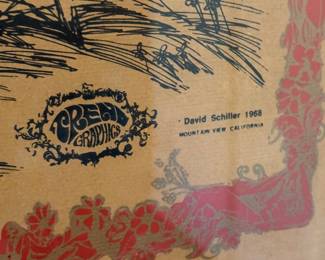 TREND
GRAPHICS
· David Schiller 1968
MOUNTAIN VIEW CALIFORNIA